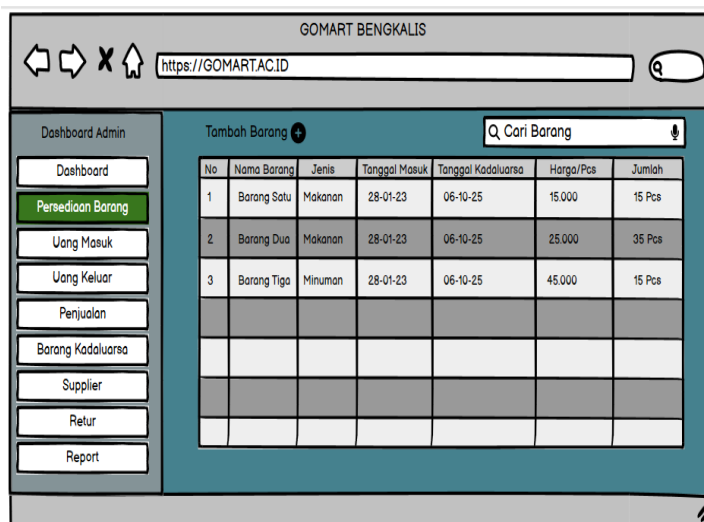 GOMART BENGKALIS
https://GOMART.AC.ID
Dashboard Admin
Dashboard
Persediaan Barang
Uang Masuk
Uang Keluar
Penjualan
Barang Kadaluarsa
Supplier
Retur
Report
Tambah Barang
Cari Barang
No Nama Barang Jenis Tanggal Masuk Tanggal Kadaluarsa Harga/Pcs Jumlah
1 Barang Satu Makanan 28-01-23 06-10-25 15.000 15 Pcs
2 Barang Dua Makanan 28-01-23 06-10-25 25.000 35 Pcs
3 Barang Tiga Minuman 28-01-23 06-10-25 45.000 15 Pcs